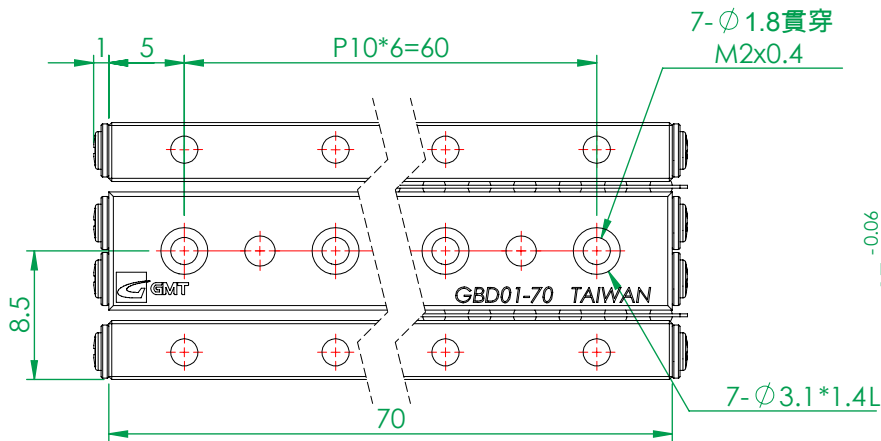 7-∅1.8貫穿
M2x0.4
1
5
P10*6=60
-0.06
8.5
GMT
GBD01-70 TAIWAN
7-∅3.1*1.4L
70